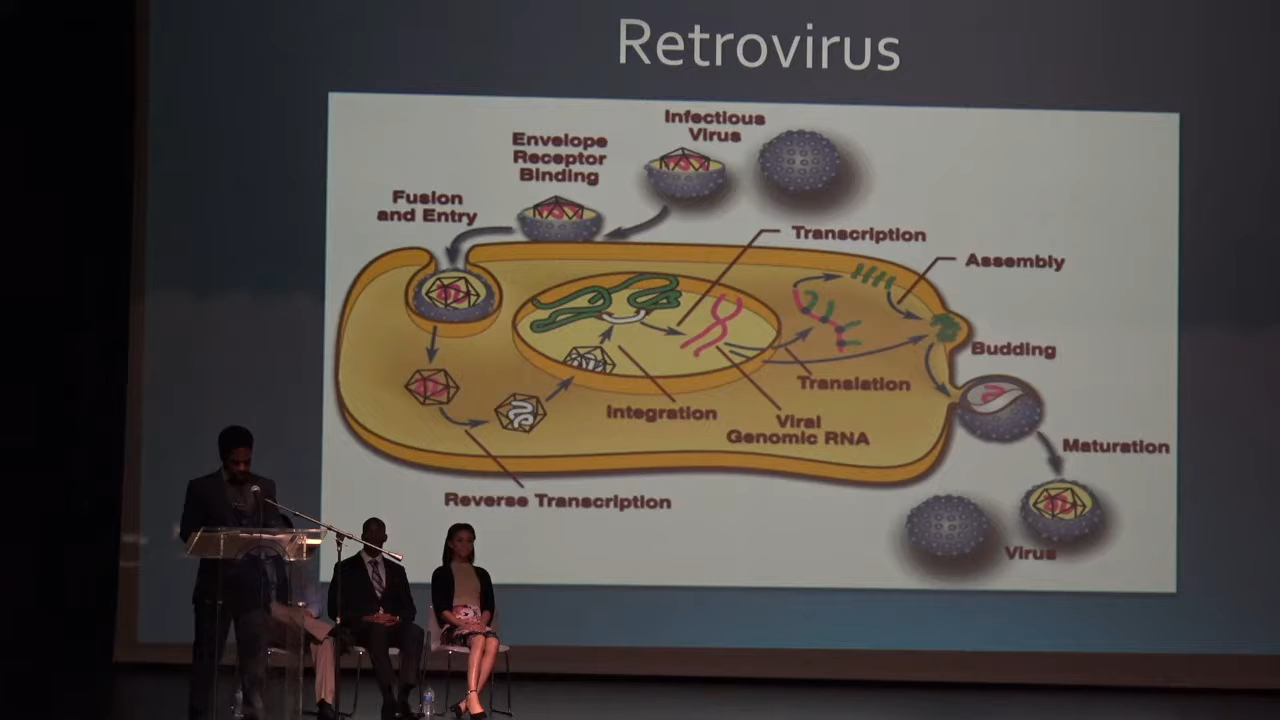 Retrovirus
Infectious
Virus
Envelope
Receptor
Binding
Fusion
and Entry
Transcription
Assembly
Budding
Translation
Integration
Viral
Genomic RNA
Maturation
Reverse Transcription
Virus